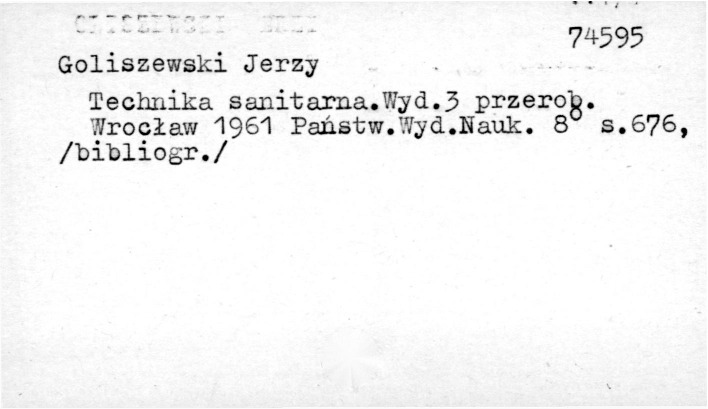 74595
Goliszewski Jerzy
Technika sanitarna.Wyd.3 przerob.
Wrocław 1961 Państw.Wyd.Nauk. 8° s.676,
/bibliogr./